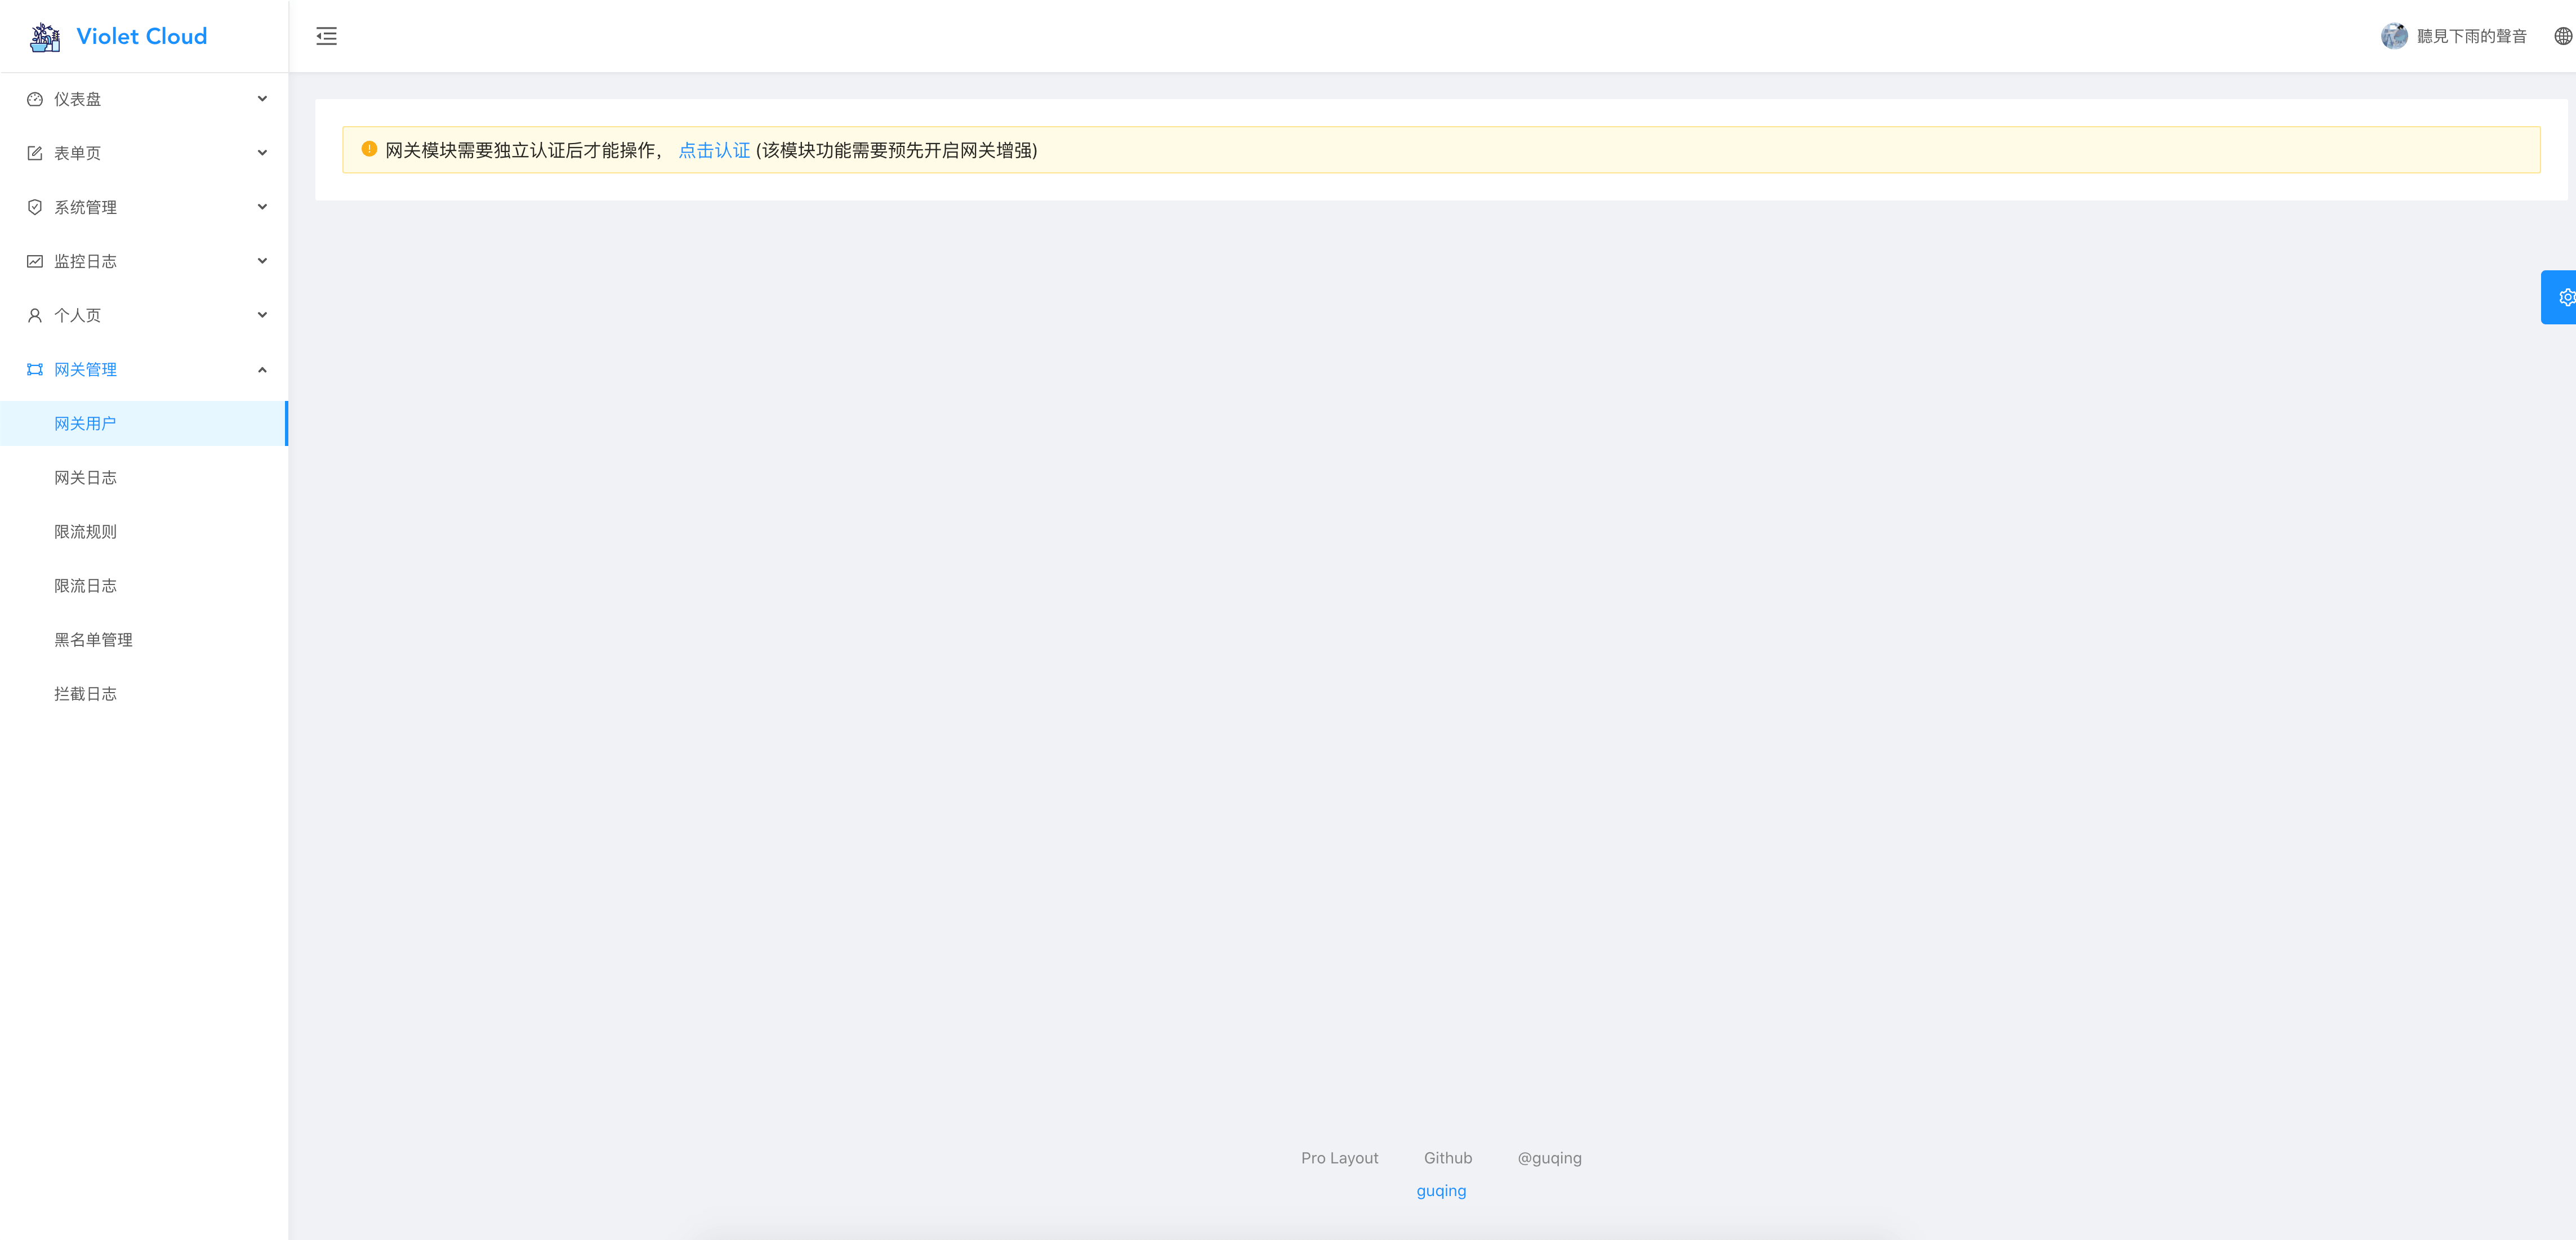 Violet Cloud
聽見下雨的聲音
仪表盘
表单页
系统管理
监控日志
个人页
网关管理
网关用户
网关日志
限流规则
限流日志
黑名单管理
拦截日志
网关模块需要独立认证后才能操作， 点击认证 (该模块功能需要预先开启网关增强)
Pro Layout Github @guqing
guqing